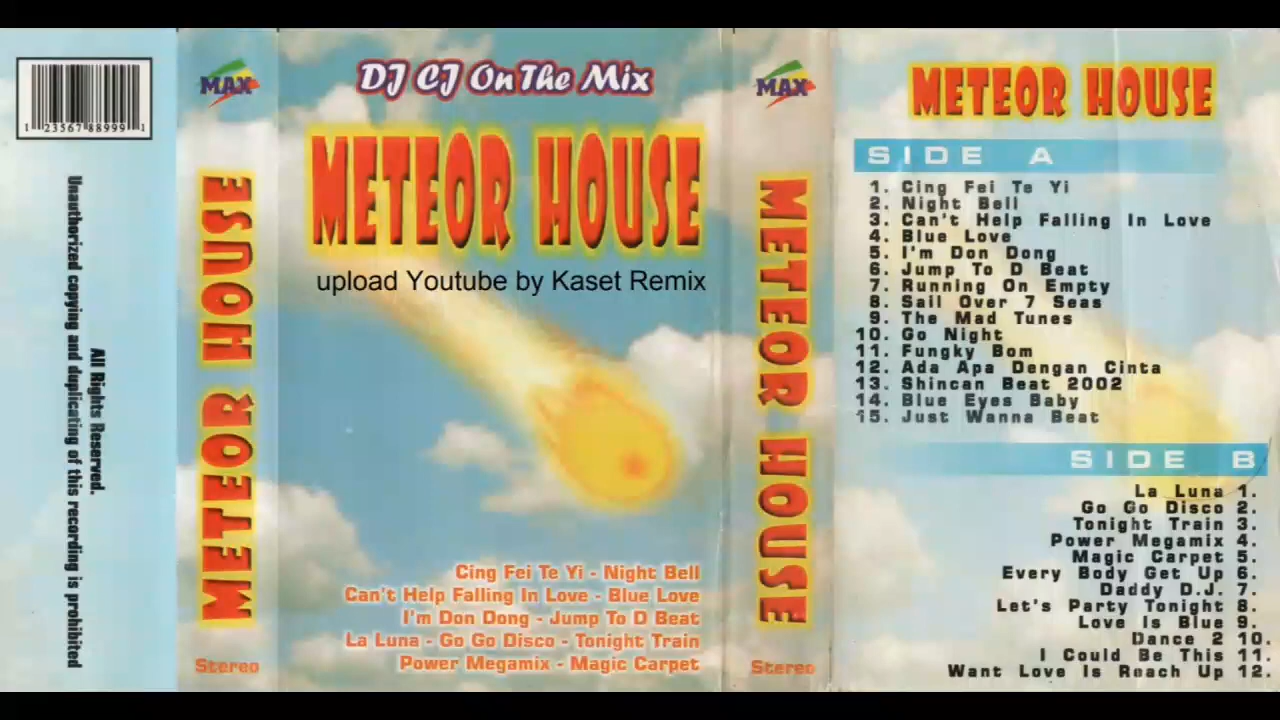 1 23567 88999 1
Unauthorized copying and duplicating of this recording is prohibited
All Rights Reserved.
MAX
METEOR HOUSE
Stereo
DJ CJ On The Mix
METEOR HOUSE
upload Youtube by Kaset Remix
Cing Fei Te Yi - Night Bell
Can't Help Falling In Love - Blue Love
I'm Don Dong - Jump To D Beat
La Luna - Go Go Disco - Tonight Train
Power Megamix - Magic Carpet
MAX
METEOR HOUSE
Stereo
METEOR HOUSE
SIDE A
1. Cing Fei Te Yi
2. Night Bell
3. Can't Help Falling In Love
4. Blue Love
5. I'm Don Dong
6. Jump To D Beat
7. Running On Empty
8. Sail Over 7 Seas
9. The Mad Tunes
10. Go Night
11. Fungky Bom
12. Ada Apa Dengan Cinta
13. Shincan Beat 2002
14. Blue Eyes Baby
15. Just Wanna Beat
SIDE B
La Luna 1.
Go Go Disco 2.
Tonight Train 3.
Power Megamix 4.
Magic Carpet 5.
Every Body Get Up 6.
Daddy D.J. 7.
Let's Party Tonight 8.
Love Is Blue 9.
Dance 2 10.
I Could Be This 11.
Want Love Is Reach Up 12.